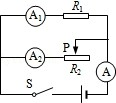 A₁ R₁
A₂ P
R₂ A
S